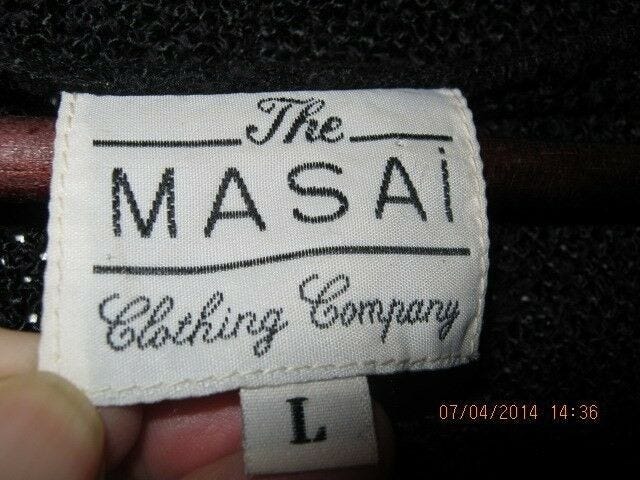 The
MASAi
Clothing Company
L
07/04/2014 14:36